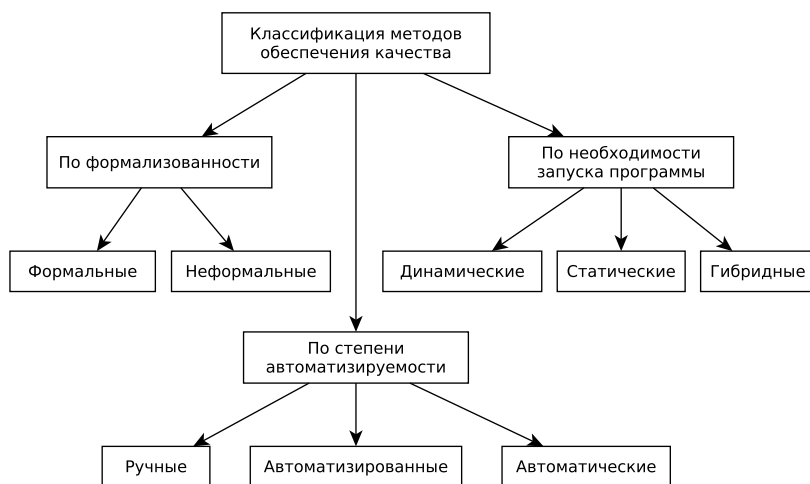 Классификация методов
обеспечения качества
По формализованности
По необходимости
запуска программы
Формальные
Неформальные
Динамические
Статические
Гибридные
По степени
автоматизируемости
Ручные
Автоматизированные
Автоматические